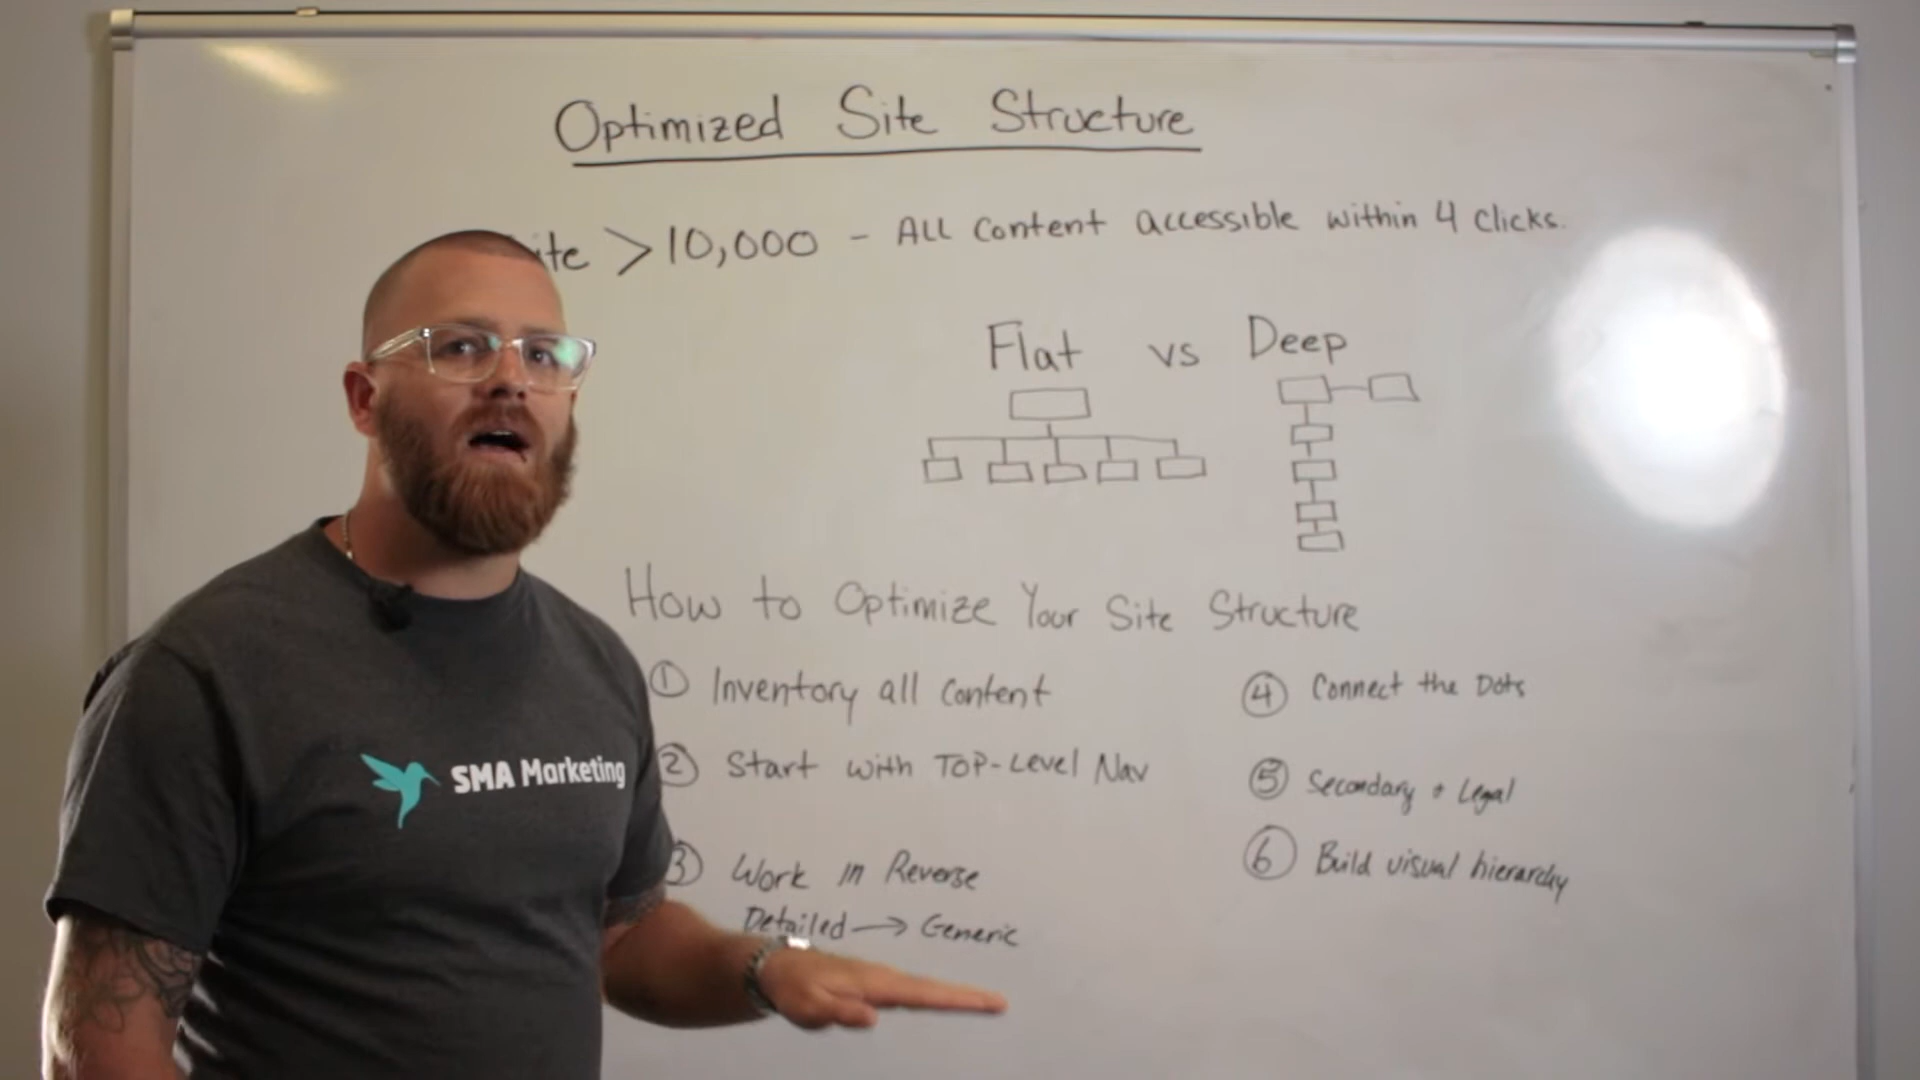 Optimized Site Structure
ite > 10,000 - All Content accessible within 4 clicks.
Flat vs Deep
How to Optimize Your Site Structure
① Inventory all content
② Start with Top-Level Nav
③ Work in Reverse
Detailed → Generic
④ Connect the Dots
⑤ Secondary + Legal
⑥ Build visual hierarchy
SMA Marketing